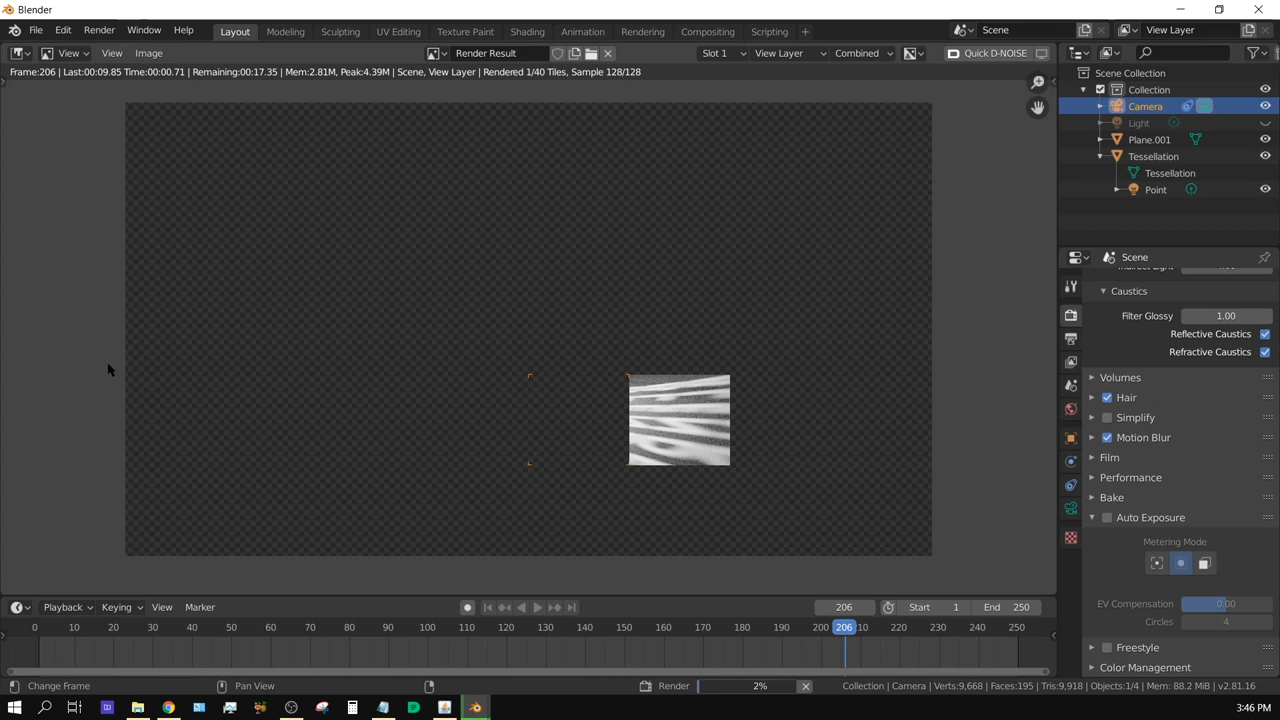 Blender
File Edit Render Window Help Layout Modeling Sculpting UV Editing Texture Paint Shading Animation Rendering Compositing Scripting + Scene View Layer
View View Image Render Result Slot 1 View Layer Combined Quick D-NOISE
Frame:206 | Last:00:09.85 Time:00:00.71 | Remaining:00:17.35 | Mem:2.81M, Peak:4.39M | Scene, View Layer | Rendered 1/40 Tiles, Sample 128/128
Scene Collection
Collection
Camera
Light
Plane.001
Tessellation
Tessellation
Point
Scene
Caustics
Filter Glossy 1.00
Reflective Caustics
Refractive Caustics
Volumes
Hair
Simplify
Motion Blur
Film
Performance
Bake
Auto Exposure
Metering Mode
EV Compensation 0.00
Circles 4
Freestyle
Color Management
Playback Keying View Marker 206 Start 1 End 250
0 10 20 30 40 50 60 70 80 90 100 110 120 130 140 150 160 170 180 190 200 206 10 220 230 240 250
Change Frame Pan View Render 2% Collection | Camera | Verts:9,668 | Faces:195 | Tris:9,918 | Objects:1/4 | Mem: 88.2 MiB | v2.81.16
3:46 PM